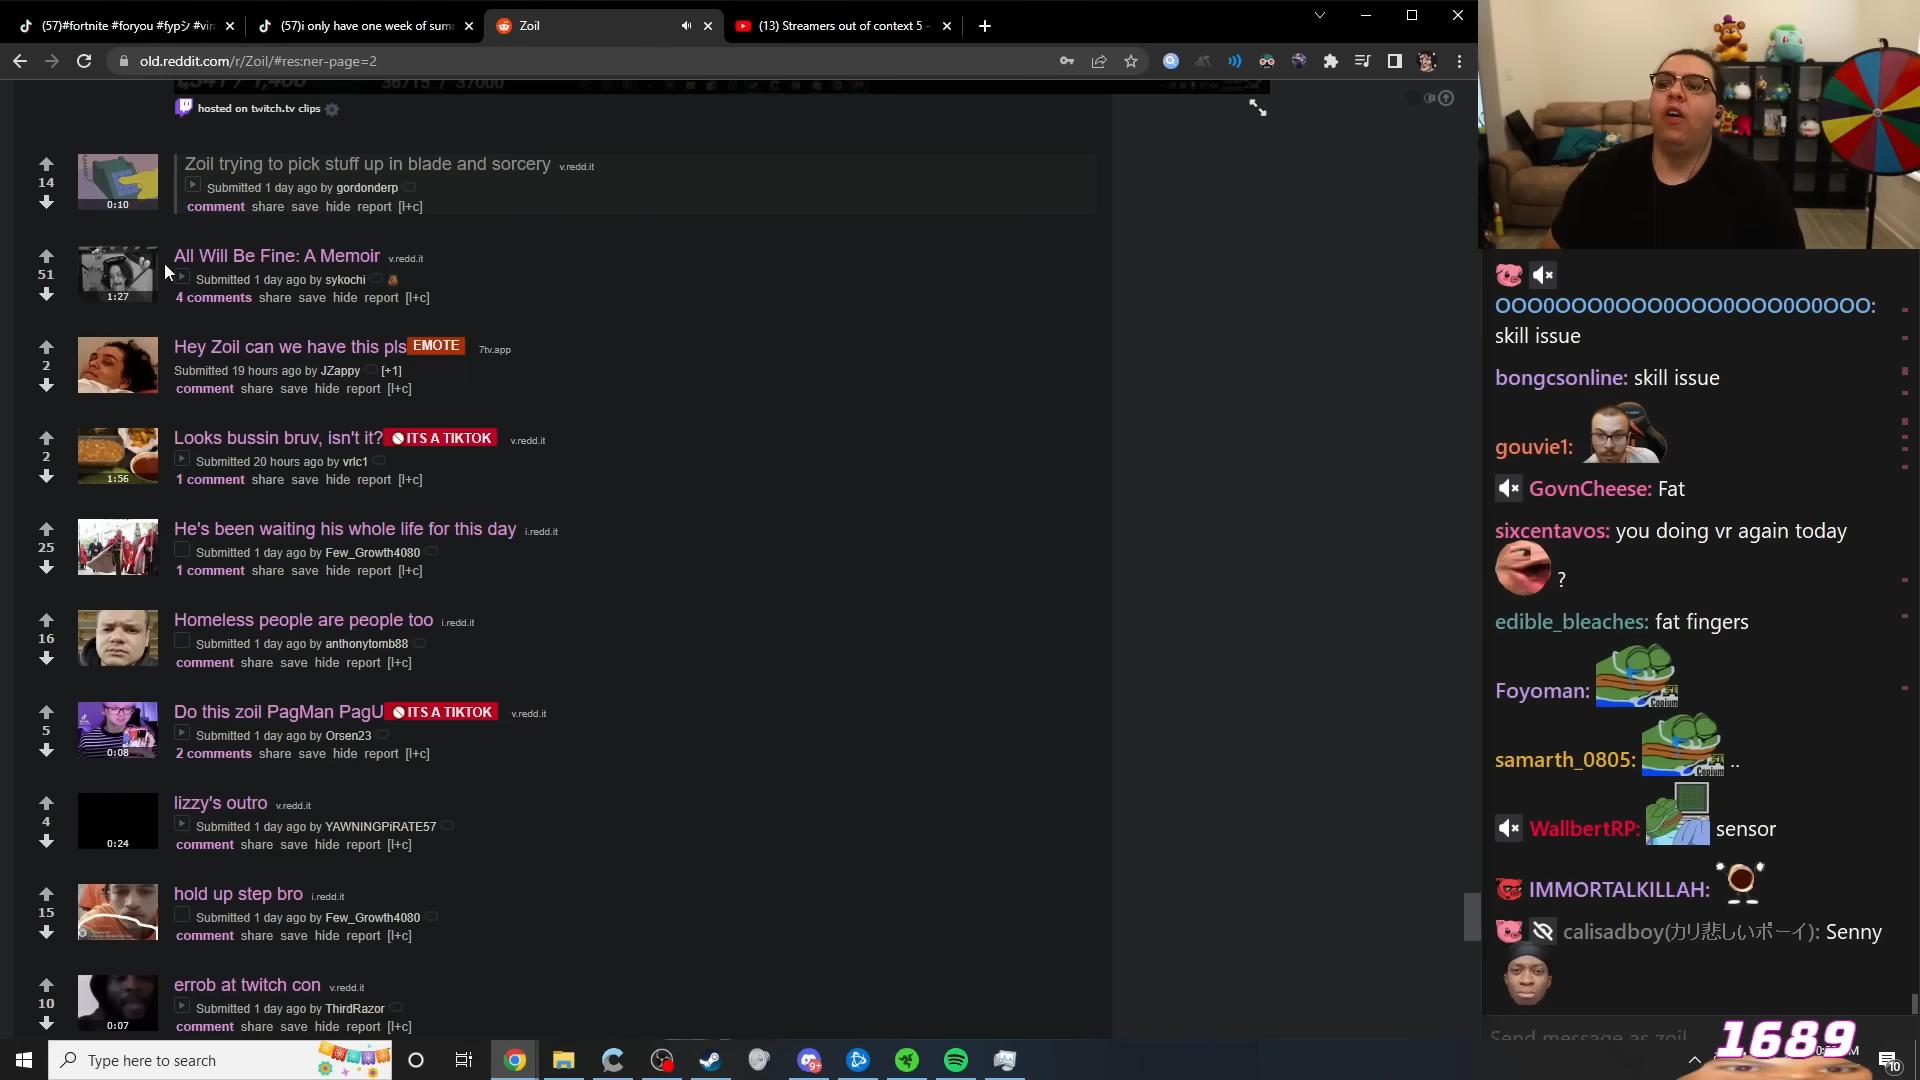 (57)#fortnite #foryou #fypシ #vira
(57)i only have one week of sum
Zoil
(13) Streamers out of context 5 -
old.reddit.com/r/Zoil/#res:ner-page=2
36715 / 37000
hosted on twitch.tv clips
14
0:10
Zoil trying to pick stuff up in blade and sorcery v.redd.it
Submitted 1 day ago by gordonderp
comment share save hide report [l+c]
51
1:27
All Will Be Fine: A Memoir v.redd.it
Submitted 1 day ago by sykochi
4 comments share save hide report [l+c]
2
Hey Zoil can we have this pls EMOTE 7tv.app
Submitted 19 hours ago by JZappy [+1]
comment share save hide report [l+c]
2
1:56
Looks bussin bruv, isn't it? ITS A TIKTOK v.redd.it
Submitted 20 hours ago by vrlc1
1 comment share save hide report [l+c]
25
He's been waiting his whole life for this day i.redd.it
Submitted 1 day ago by Few_Growth4080
1 comment share save hide report [l+c]
16
Homeless people are people too i.redd.it
Submitted 1 day ago by anthonytomb88
comment share save hide report [l+c]
5
0:08
Do this zoil PagMan PagU ITS A TIKTOK v.redd.it
Submitted 1 day ago by Orsen23
2 comments share save hide report [l+c]
4
0:24
lizzy's outro v.redd.it
Submitted 1 day ago by YAWNINGPiRATE57
comment share save hide report [l+c]
15
hold up step bro i.redd.it
Submitted 1 day ago by Few_Growth4080
comment share save hide report [l+c]
10
0:07
errob at twitch con v.redd.it
Submitted 1 day ago by ThirdRazor
comment share save hide report [l+c]
OOO0OOO0OOO0OOO0OOO0O0OOO:
skill issue
bongcsonline: skill issue
gouvie1:
GovnCheese: Fat
sixcentavos: you doing vr again today
?
edible_bleaches: fat fingers
Foyoman:
Copium
samarth_0805: ..
Copium
WallbertRP: sensor
IMMORTALKILLAH:
calisadboy(カリ悲しいボーイ): Senny
Send message as zoil
1689
Type here to search
9+
10